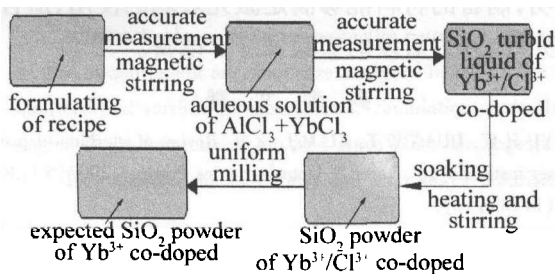 accurate
measurement
magnetic
stirring
accurate
measurement
magnetic
stirring
SiO₂ turbid
liquid of
Yb³⁺/Cl³⁺
co-doped
formulating
of recipe
aqueous solution
of AlCl₃+YbCl₃
uniform
milling
soaking
heating and
stirring
expected SiO₂ powder
of Yb³⁺ co-doped
SiO₂ powder
of Yb³⁺/Cl³⁺ co-doped